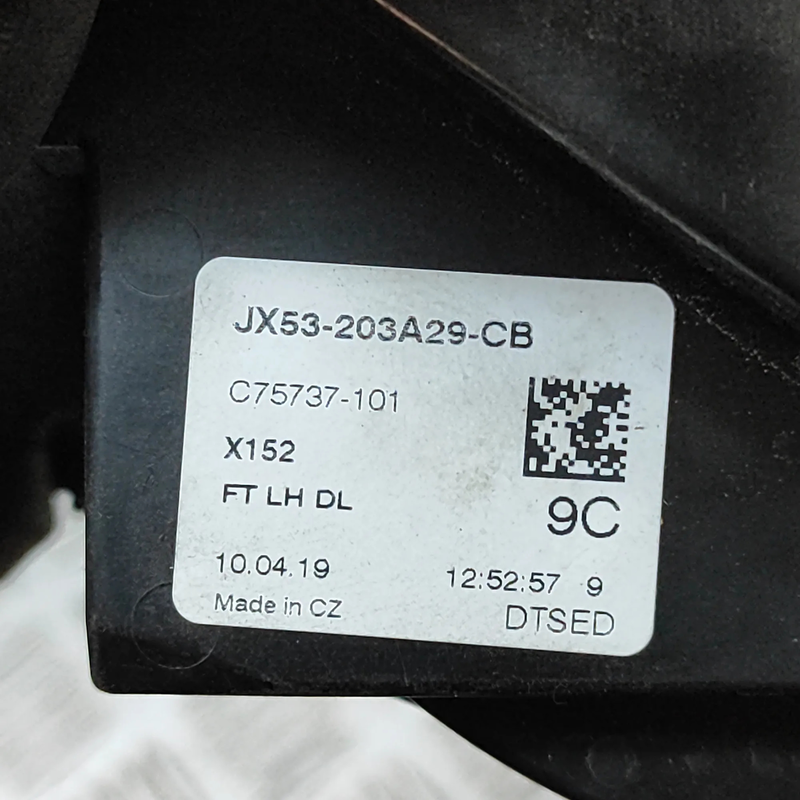 JX53-203A29-CB
C75737-101
X152
FT LH DL
9C
10.04.19
12:52:57 9
Made in CZ
DTSED